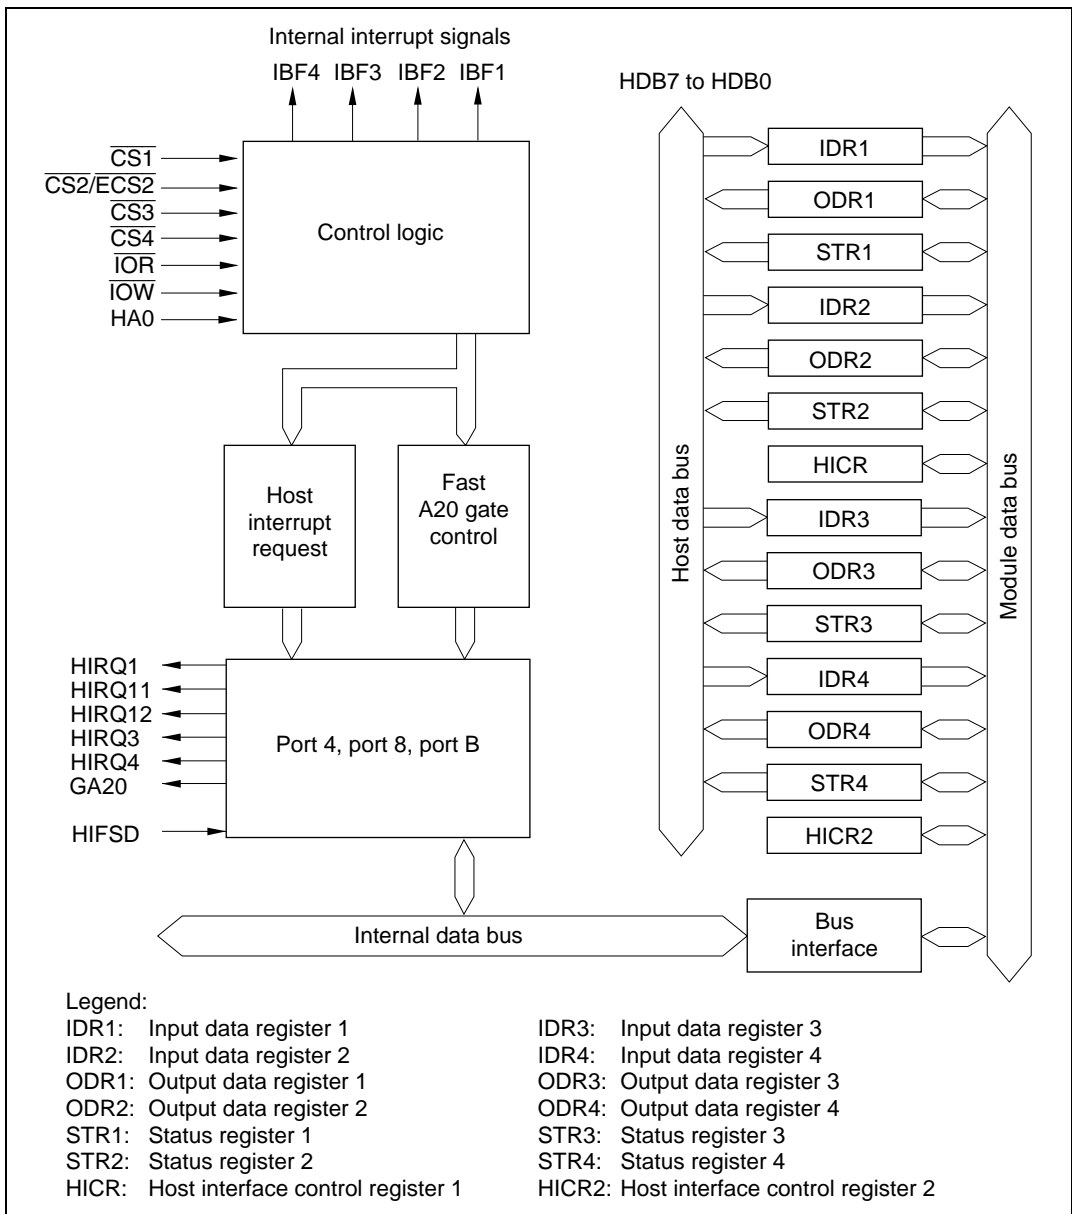 Internal interrupt signals
IBF4 IBF3 IBF2 IBF1
CS1
CS2/ECS2
CS3
CS4
IOR
IOW
HA0
Control logic
Host
interrupt
request
Fast
A20 gate
control
HIRQ1
HIRQ11
HIRQ12
HIRQ3
HIRQ4
GA20
HIFSD
Port 4, port 8, port B
Internal data bus
HDB7 to HDB0
Host data bus
IDR1
ODR1
STR1
IDR2
ODR2
STR2
HICR
IDR3
ODR3
STR3
IDR4
ODR4
STR4
HICR2
Module data bus
Bus
interface
Legend:
IDR1: Input data register 1
IDR2: Input data register 2
ODR1: Output data register 1
ODR2: Output data register 2
STR1: Status register 1
STR2: Status register 2
HICR: Host interface control register 1
IDR3: Input data register 3
IDR4: Input data register 4
ODR3: Output data register 3
ODR4: Output data register 4
STR3: Status register 3
STR4: Status register 4
HICR2: Host interface control register 2